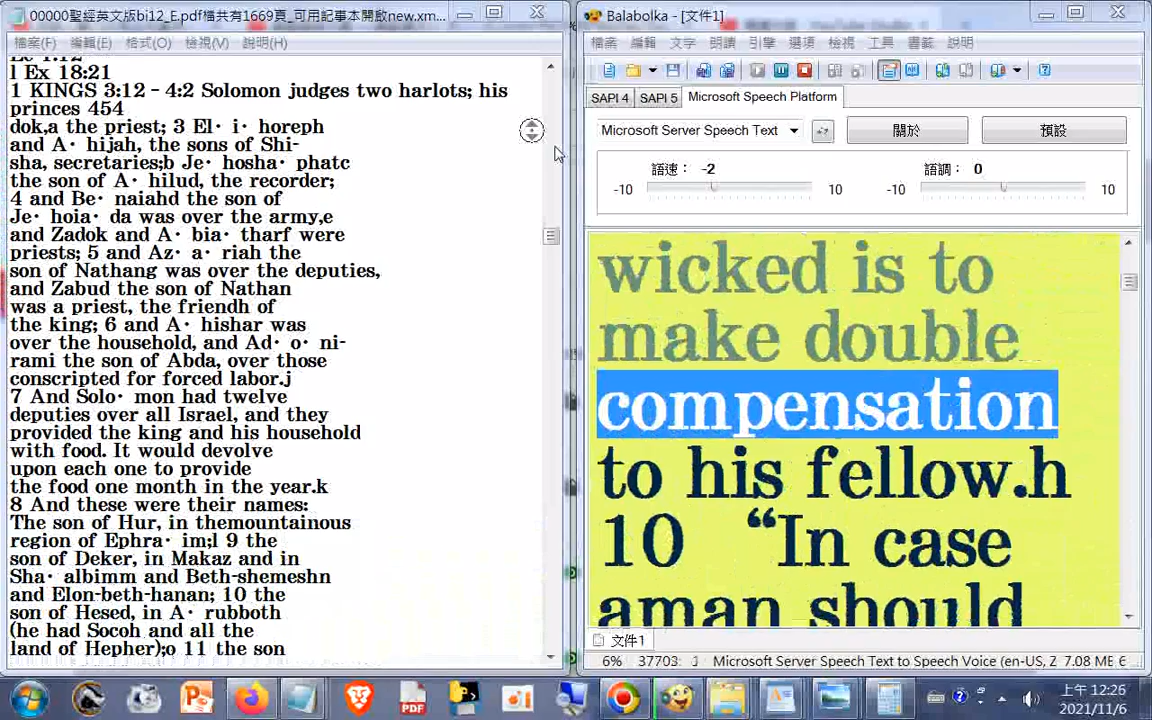 00000聖經英文版bi12_E.pdf檔共有1669頁_可用記事本開啟new.xm...
檔案(F) 編輯(E) 格式(O) 檢視(V) 說明(H)
l Ex 18:21
1 KINGS 3:12 – 4:2 Solomon judges two harlots; his
princes 454
dok,a the priest; 3 El· i· horeph
and A· hijah, the sons of Shi-
sha, secretaries;b Je· hosha· phatc
the son of A· hilud, the recorder;
4 and Be· naiahd the son of
Je· hoia· da was over the army,e
and Zadok and A· bia· tharf were
priests; 5 and Az· a· riah the
son of Nathang was over the deputies,
and Zabud the son of Nathan
was a priest, the friendh of
the king; 6 and A· hishar was
over the household, and Ad· o· ni-
rami the son of Abda, over those
conscripted for forced labor.j
7 And Solo· mon had twelve
deputies over all Israel, and they
provided the king and his household
with food. It would devolve
upon each one to provide
the food one month in the year.k
8 And these were their names:
The son of Hur, in themountainous
region of Ephra· im;l 9 the
son of Deker, in Makaz and in
Sha· albimm and Beth-shemeshn
and Elon-beth-hanan; 10 the
son of Hesed, in A· rubboth
(he had Socoh and all the
land of Hepher);o 11 the son
Balabolka - [文件1]
檔案 編輯 文字 朗讀 引擎 選項 檢視 工具 書籤 說明
SAPI 4 SAPI 5 Microsoft Speech Platform
Microsoft Server Speech Text 關於 預設
語速: -2 語調: 0
-10 10 -10 10
wicked is to
make double
compensation
to his fellow.h
10 “In case
aman should
文件1
6% 37703: Microsoft Server Speech Text to Speech Voice (en-US, Z 7.08 MB 6
PDF
上午 12:26
2021/11/6